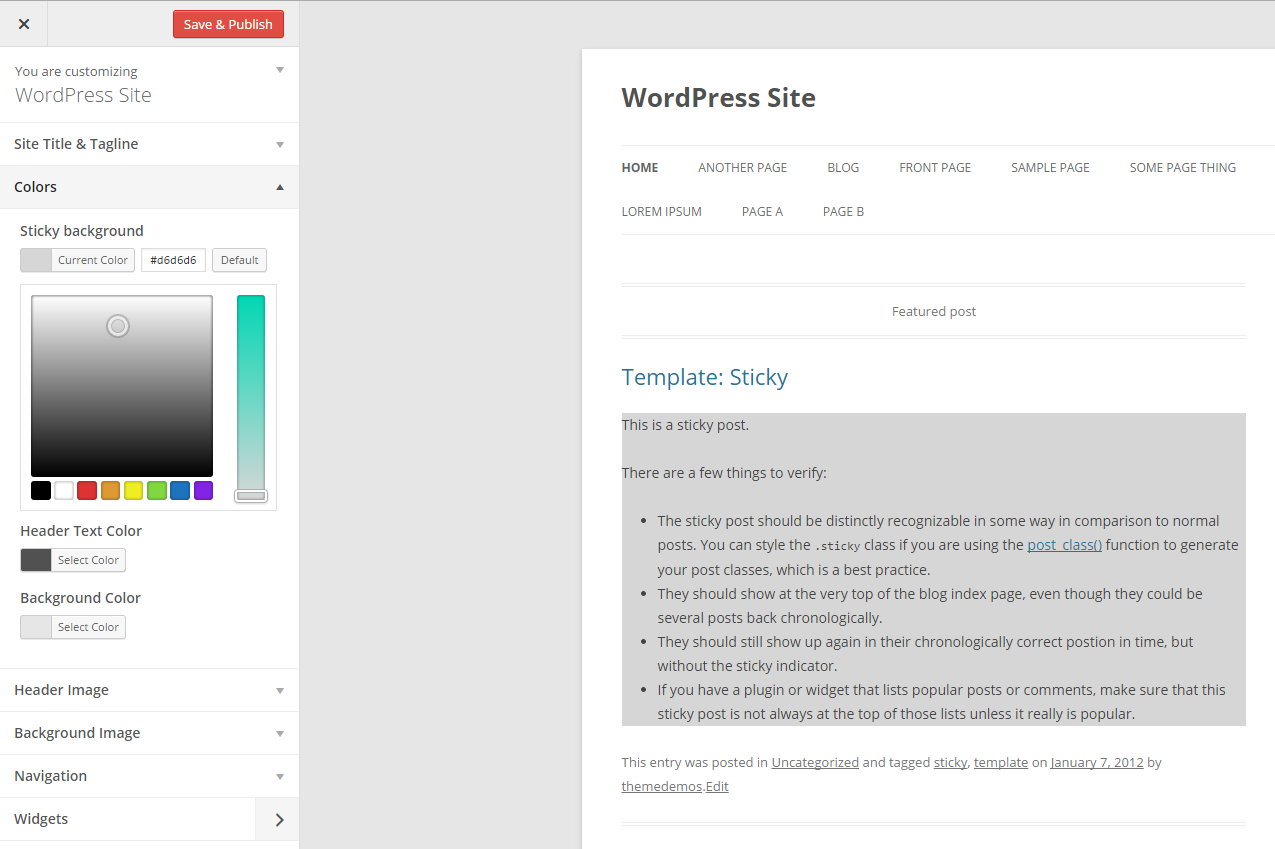 Save & Publish
You are customizing
WordPress Site
Site Title & Tagline
Colors
Sticky background
Current Color #d6d6d6 Default
Header Text Color
Select Color
Background Color
Select Color
Header Image
Background Image
Navigation
Widgets
WordPress Site
HOME ANOTHER PAGE BLOG FRONT PAGE SAMPLE PAGE SOME PAGE THING
LOREM IPSUM PAGE A PAGE B
Featured post
Template: Sticky
This is a sticky post.
There are a few things to verify:
The sticky post should be distinctly recognizable in some way in comparison to normal
posts. You can style the .sticky class if you are using the post_class() function to generate
your post classes, which is a best practice.
They should show at the very top of the blog index page, even though they could be
several posts back chronologically.
They should still show up again in their chronologically correct postion in time, but
without the sticky indicator.
If you have a plugin or widget that lists popular posts or comments, make sure that this
sticky post is not always at the top of those lists unless it really is popular.
This entry was posted in Uncategorized and tagged sticky, template on January 7, 2012 by
themedemos.Edit